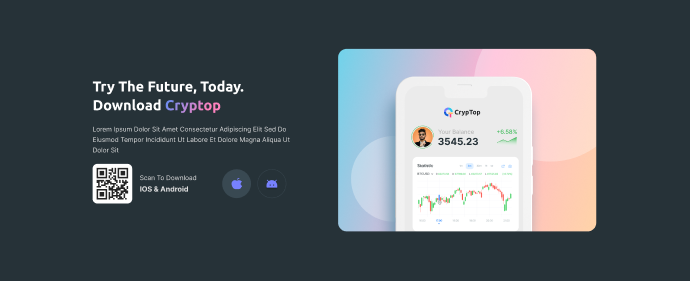 Try The Future, Today.
Download Cryptop
Lorem Ipsum Dolor Sit Amet Consectetur Adipiscing Elit Sed Do
Eiusmod Tempor Incididunt Ut Labore Et Dolore Magna Aliqua Ut
Dolor Sit
Scan To Download
IOS & Android
CrypTop
Your Balance
3545.23
+6.58%
Statistic